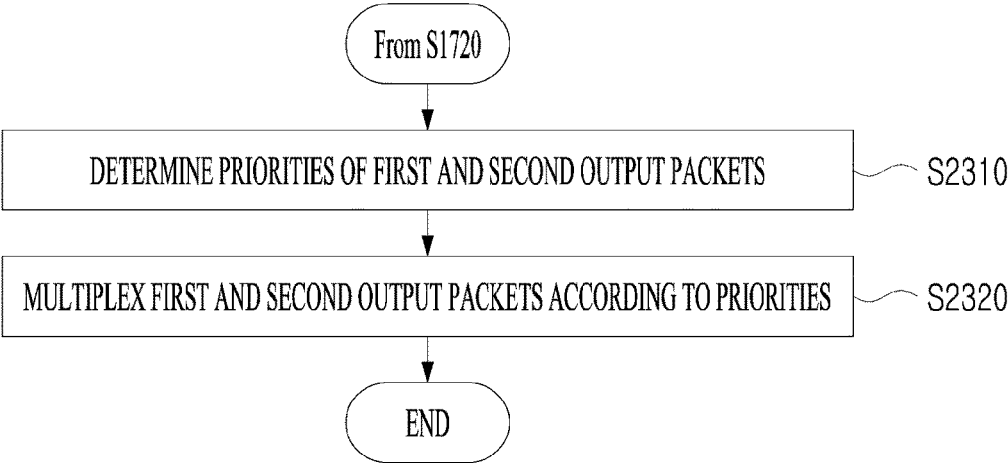 From S1720
DETERMINE PRIORITIES OF FIRST AND SECOND OUTPUT PACKETS
S2310
MULTIPLEX FIRST AND SECOND OUTPUT PACKETS ACCORDING TO PRIORITIES
S2320
END